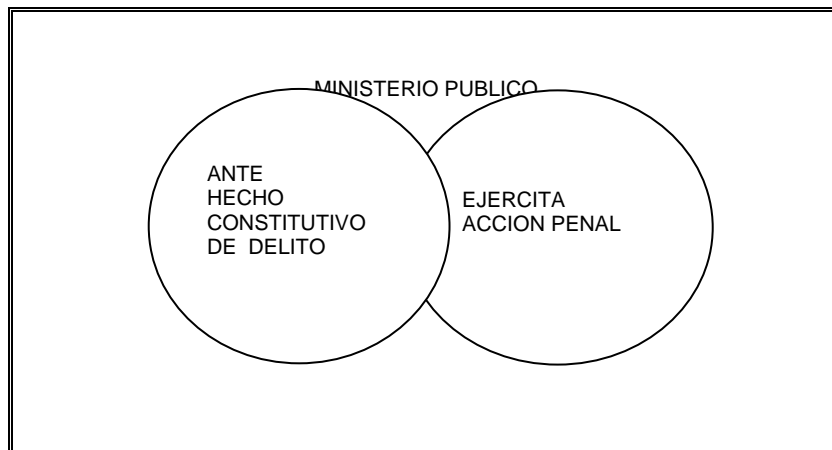 MINISTERIO PUBLICO
ANTE
HECHO
CONSTITUTIVO
DE DELITO
EJERCITA
ACCION PENAL